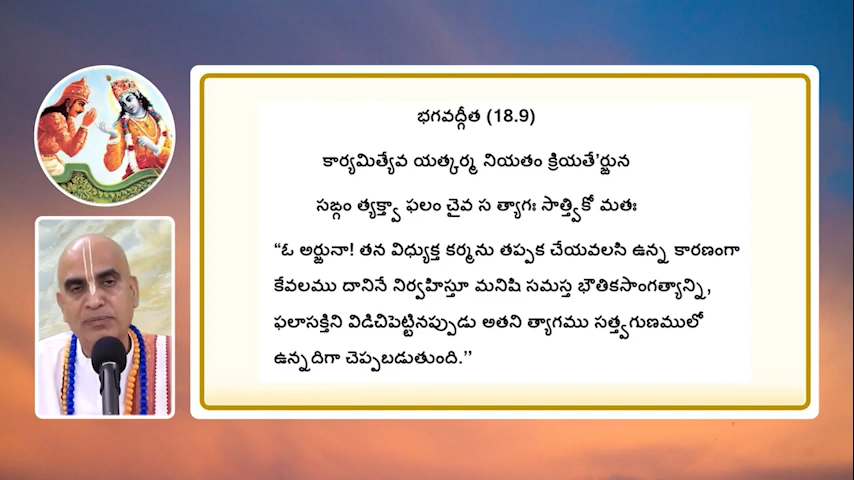 భగవద్గీత (18.9)
కార్యమిత్యేవ యత్కర్మ నియతం క్రియతే’ర్జున
సఙ్గం త్యక్త్వా ఫలం చైవ స త్యాగః సాత్త్వికో మతః
“ఓ అర్జునా! తన విధ్యుక్త కర్మను తప్పక చేయవలసి ఉన్న కారణంగా
కేవలము దానినే నిర్వహిస్తూ మనిషి సమస్త భౌతికసాంగత్యాన్ని,
ఫలాసక్తిని విడిచిపెట్టినప్పుడు అతని త్యాగము సత్త్వగుణములో
ఉన్నదిగా చెప్పబడుతుంది.’’